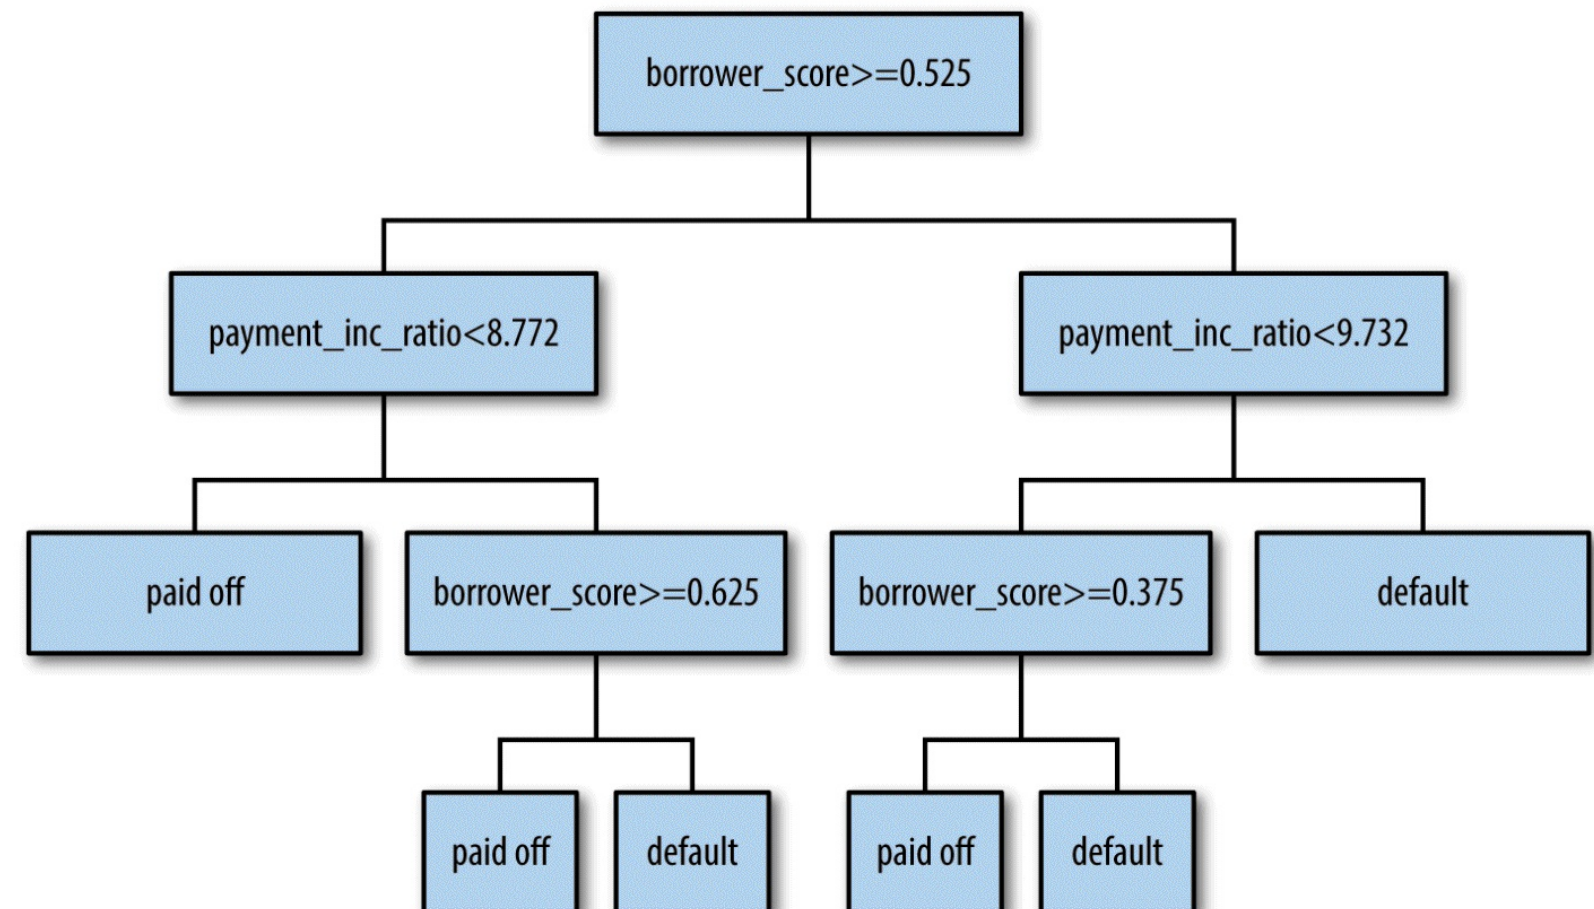 borrower_score>=0.525
payment_inc_ratio<8.772
payment_inc_ratio<9.732
paid off
borrower_score>=0.625
borrower_score>=0.375
default
paid off
default
paid off
default